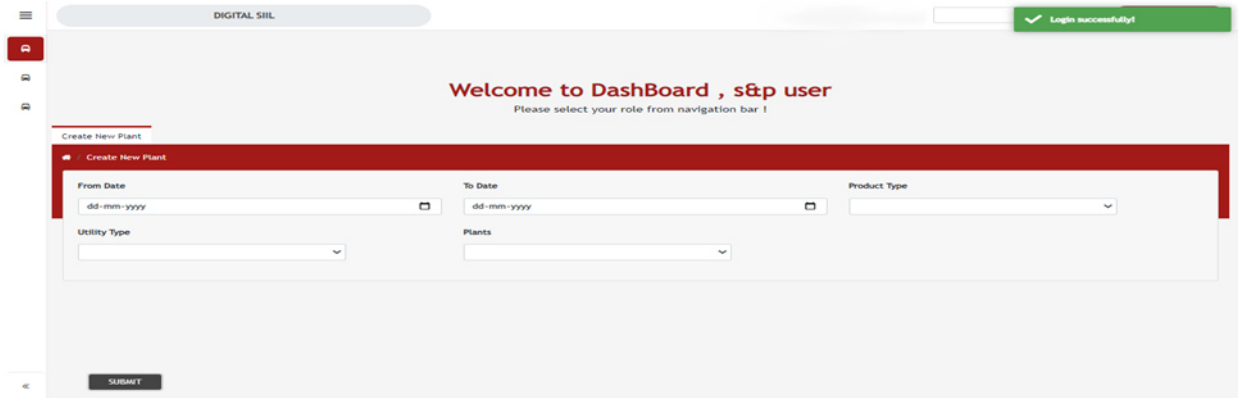 DIGITAL SIIL
Login successfully!
Welcome to DashBoard , s&p user
Please select your role from navigation bar !
Create New Plant
/ Create New Plant
From Date
To Date
Product Type
dd-mm-yyyy
dd-mm-yyyy
Utility Type
Plants
SUBMIT